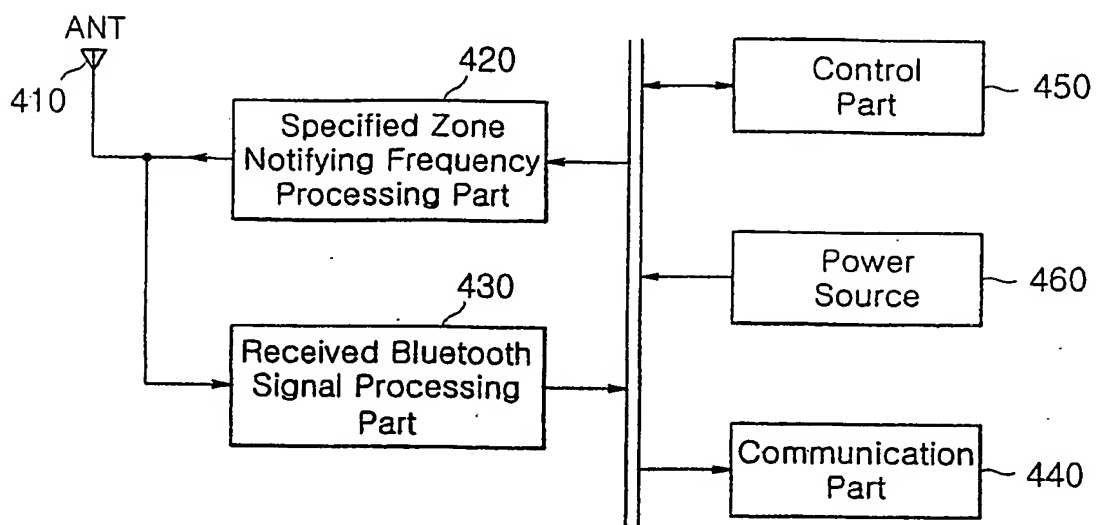 ANT
410
420
Specified Zone
Notifying Frequency
Processing Part
430
Received Bluetooth
Signal Processing
Part
Control
Part
450
Power
Source
460
Communication
Part
440